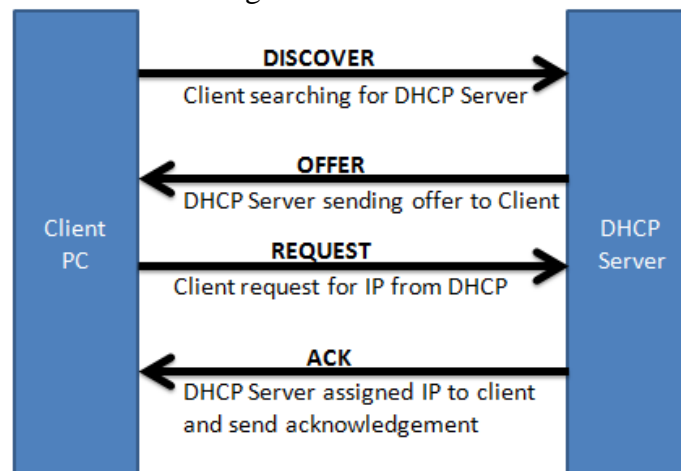 DISCOVER
Client searching for DHCP Server
OFFER
DHCP Server sending offer to Client
Client
PC
DHCP
Server
REQUEST
Client request for IP from DHCP
ACK
DHCP Server assigned IP to client
and send acknowledgement